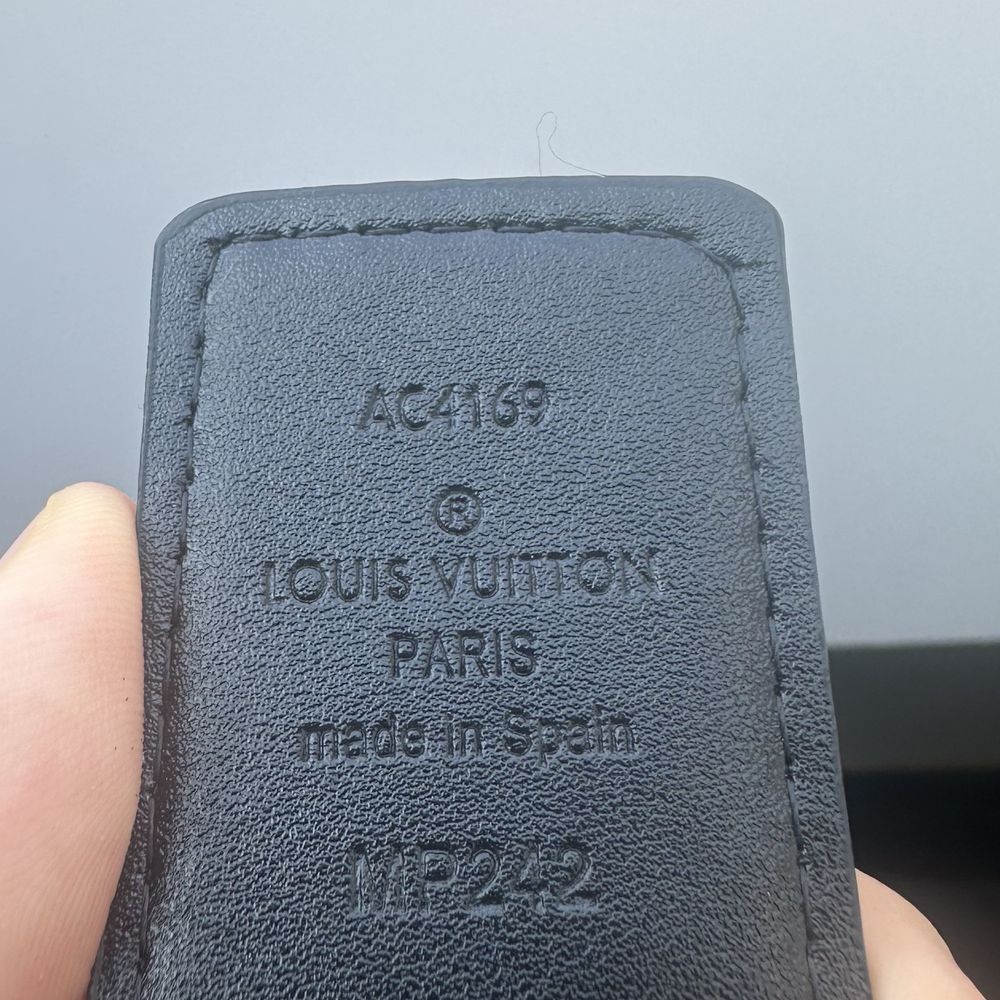 AC4169
®
LOUIS VUITTON
PARIS
made in Spain
MP242